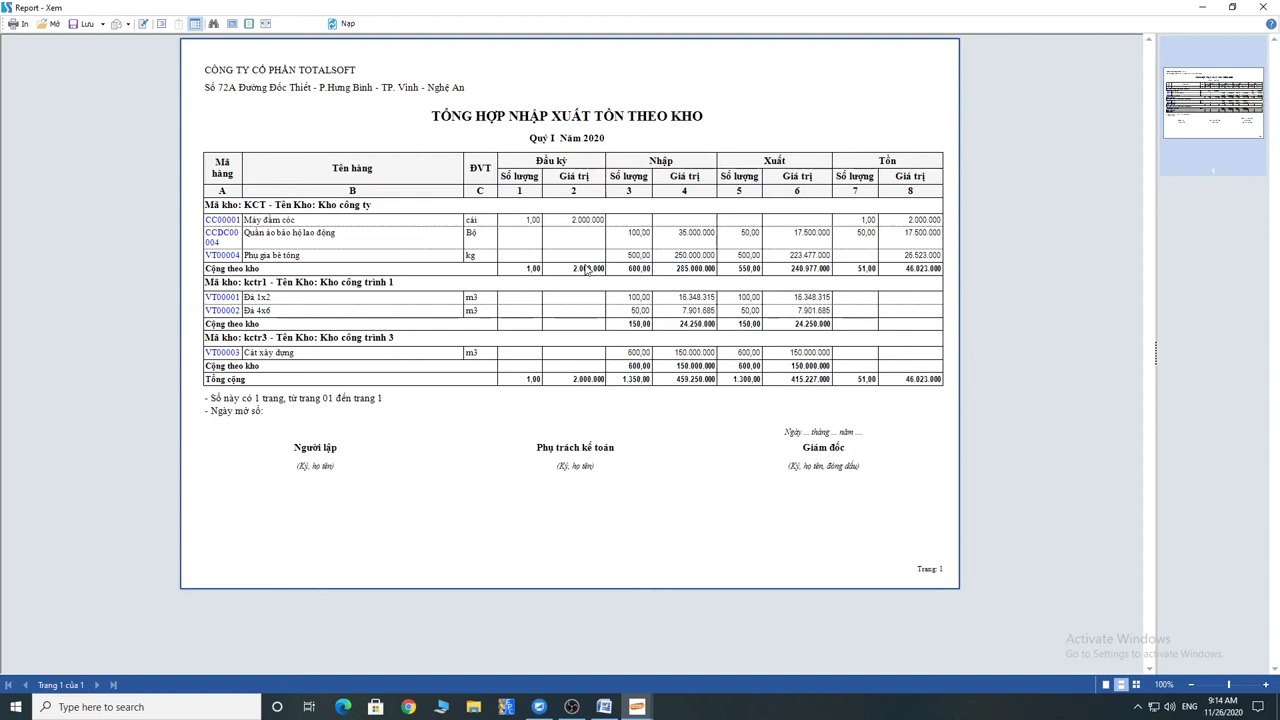 Report - Xem
In Mở Lưu Nạp
CÔNG TY CỔ PHẦN TOTALSOFT
Số 72A Đường Đốc Thiết - P.Hưng Bình - TP. Vinh - Nghệ An
TỔNG HỢP NHẬP XUẤT TỒN THEO KHO
Quý I Năm 2020
Mã hàng Tên hàng ĐVT Đầu kỳ Nhập Xuất Tồn
Số lượng Giá trị Số lượng Giá trị Số lượng Giá trị Số lượng Giá trị
A B C 1 2 3 4 5 6 7 8
Mã kho: KCT - Tên Kho: Kho công ty
CC00001 Máy đầm cóc cái 1,00 2.000.000 1,00 2.000.000
CCDC00 Quần áo bảo hộ lao động Bộ 100,00 35.000.000 50,00 17.500.000 50,00 17.500.000
004
VT00004 Phụ gia bê tông kg 500,00 250.000.000 500,00 223.477.000 26.523.000
Cộng theo kho 1,00 2.000.000 600,00 285.000.000 550,00 240.977.000 51,00 46.023.000
Mã kho: kctr1 - Tên Kho: Kho công trình 1
VT00001 Đá 1x2 m3 100,00 16.348.315 100,00 16.348.315
VT00002 Đá 4x6 m3 50,00 7.901.685 50,00 7.901.685
Cộng theo kho 150,00 24.250.000 150,00 24.250.000
Mã kho: kctr3 - Tên Kho: Kho công trình 3
VT00003 Cát xây dựng m3 600,00 150.000.000 600,00 150.000.000
Cộng theo kho 600,00 150.000.000 600,00 150.000.000
Tổng cộng 1,00 2.000.000 1.350,00 459.250.000 1.300,00 415.227.000 51,00 46.023.000
- Sổ này có 1 trang, từ trang 01 đến trang 1
- Ngày mở sổ:
Ngày ... tháng ... năm ....
Người lập Phụ trách kế toán Giám đốc
(Ký, họ tên) (Ký, họ tên) (Ký, họ tên, đóng dấu)
Trang: 1
1
Activate Windows
Go to Settings to activate Windows.
Trang 1 của 1 100%
Type here to search
ENG
9:14 AM
11/26/2020